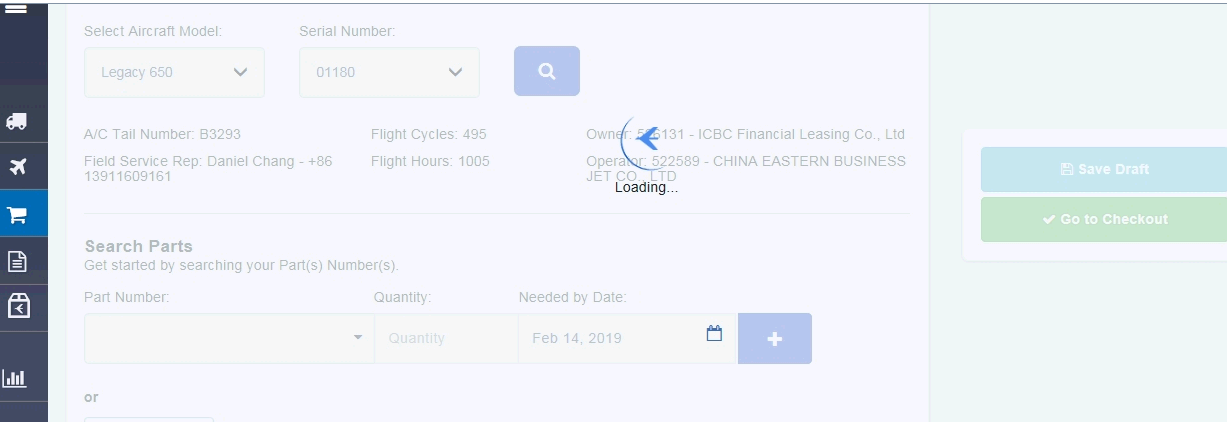 Select Aircraft Model:
Serial Number:
Legacy 650
01180
A/C Tail Number: B3293
Flight Cycles: 495
Owner: 536131 - ICBC Financial Leasing Co., Ltd
Field Service Rep: Daniel Chang - +86
13911609161
Flight Hours: 1005
Operator: 522589 - CHINA EASTERN BUSINESS
JET CO., LTD
Loading...
Save Draft
Go to Checkout
Search Parts
Get started by searching your Part(s) Number(s).
Part Number:
Quantity:
Needed by Date:
Quantity
Feb 14, 2019
or